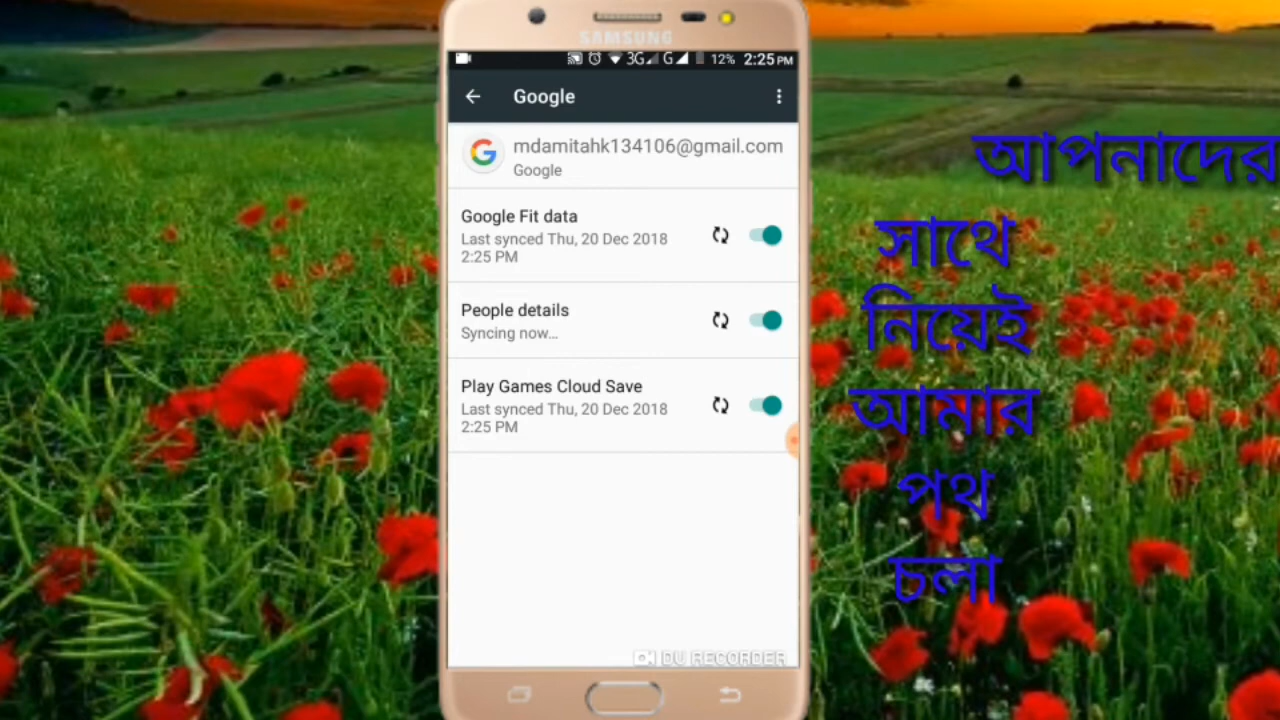 SAMSUNG
3G G 12% 2:25 PM
Google
mdamitahk134106@gmail.com
Google
Google Fit data
Last synced Thu, 20 Dec 2018
2:25 PM
People details
Syncing now...
Play Games Cloud Save
Last synced Thu, 20 Dec 2018
2:25 PM
DU RECORDER
আপনাদের
সাথে
নিয়েই
আমার
পথ
চলা